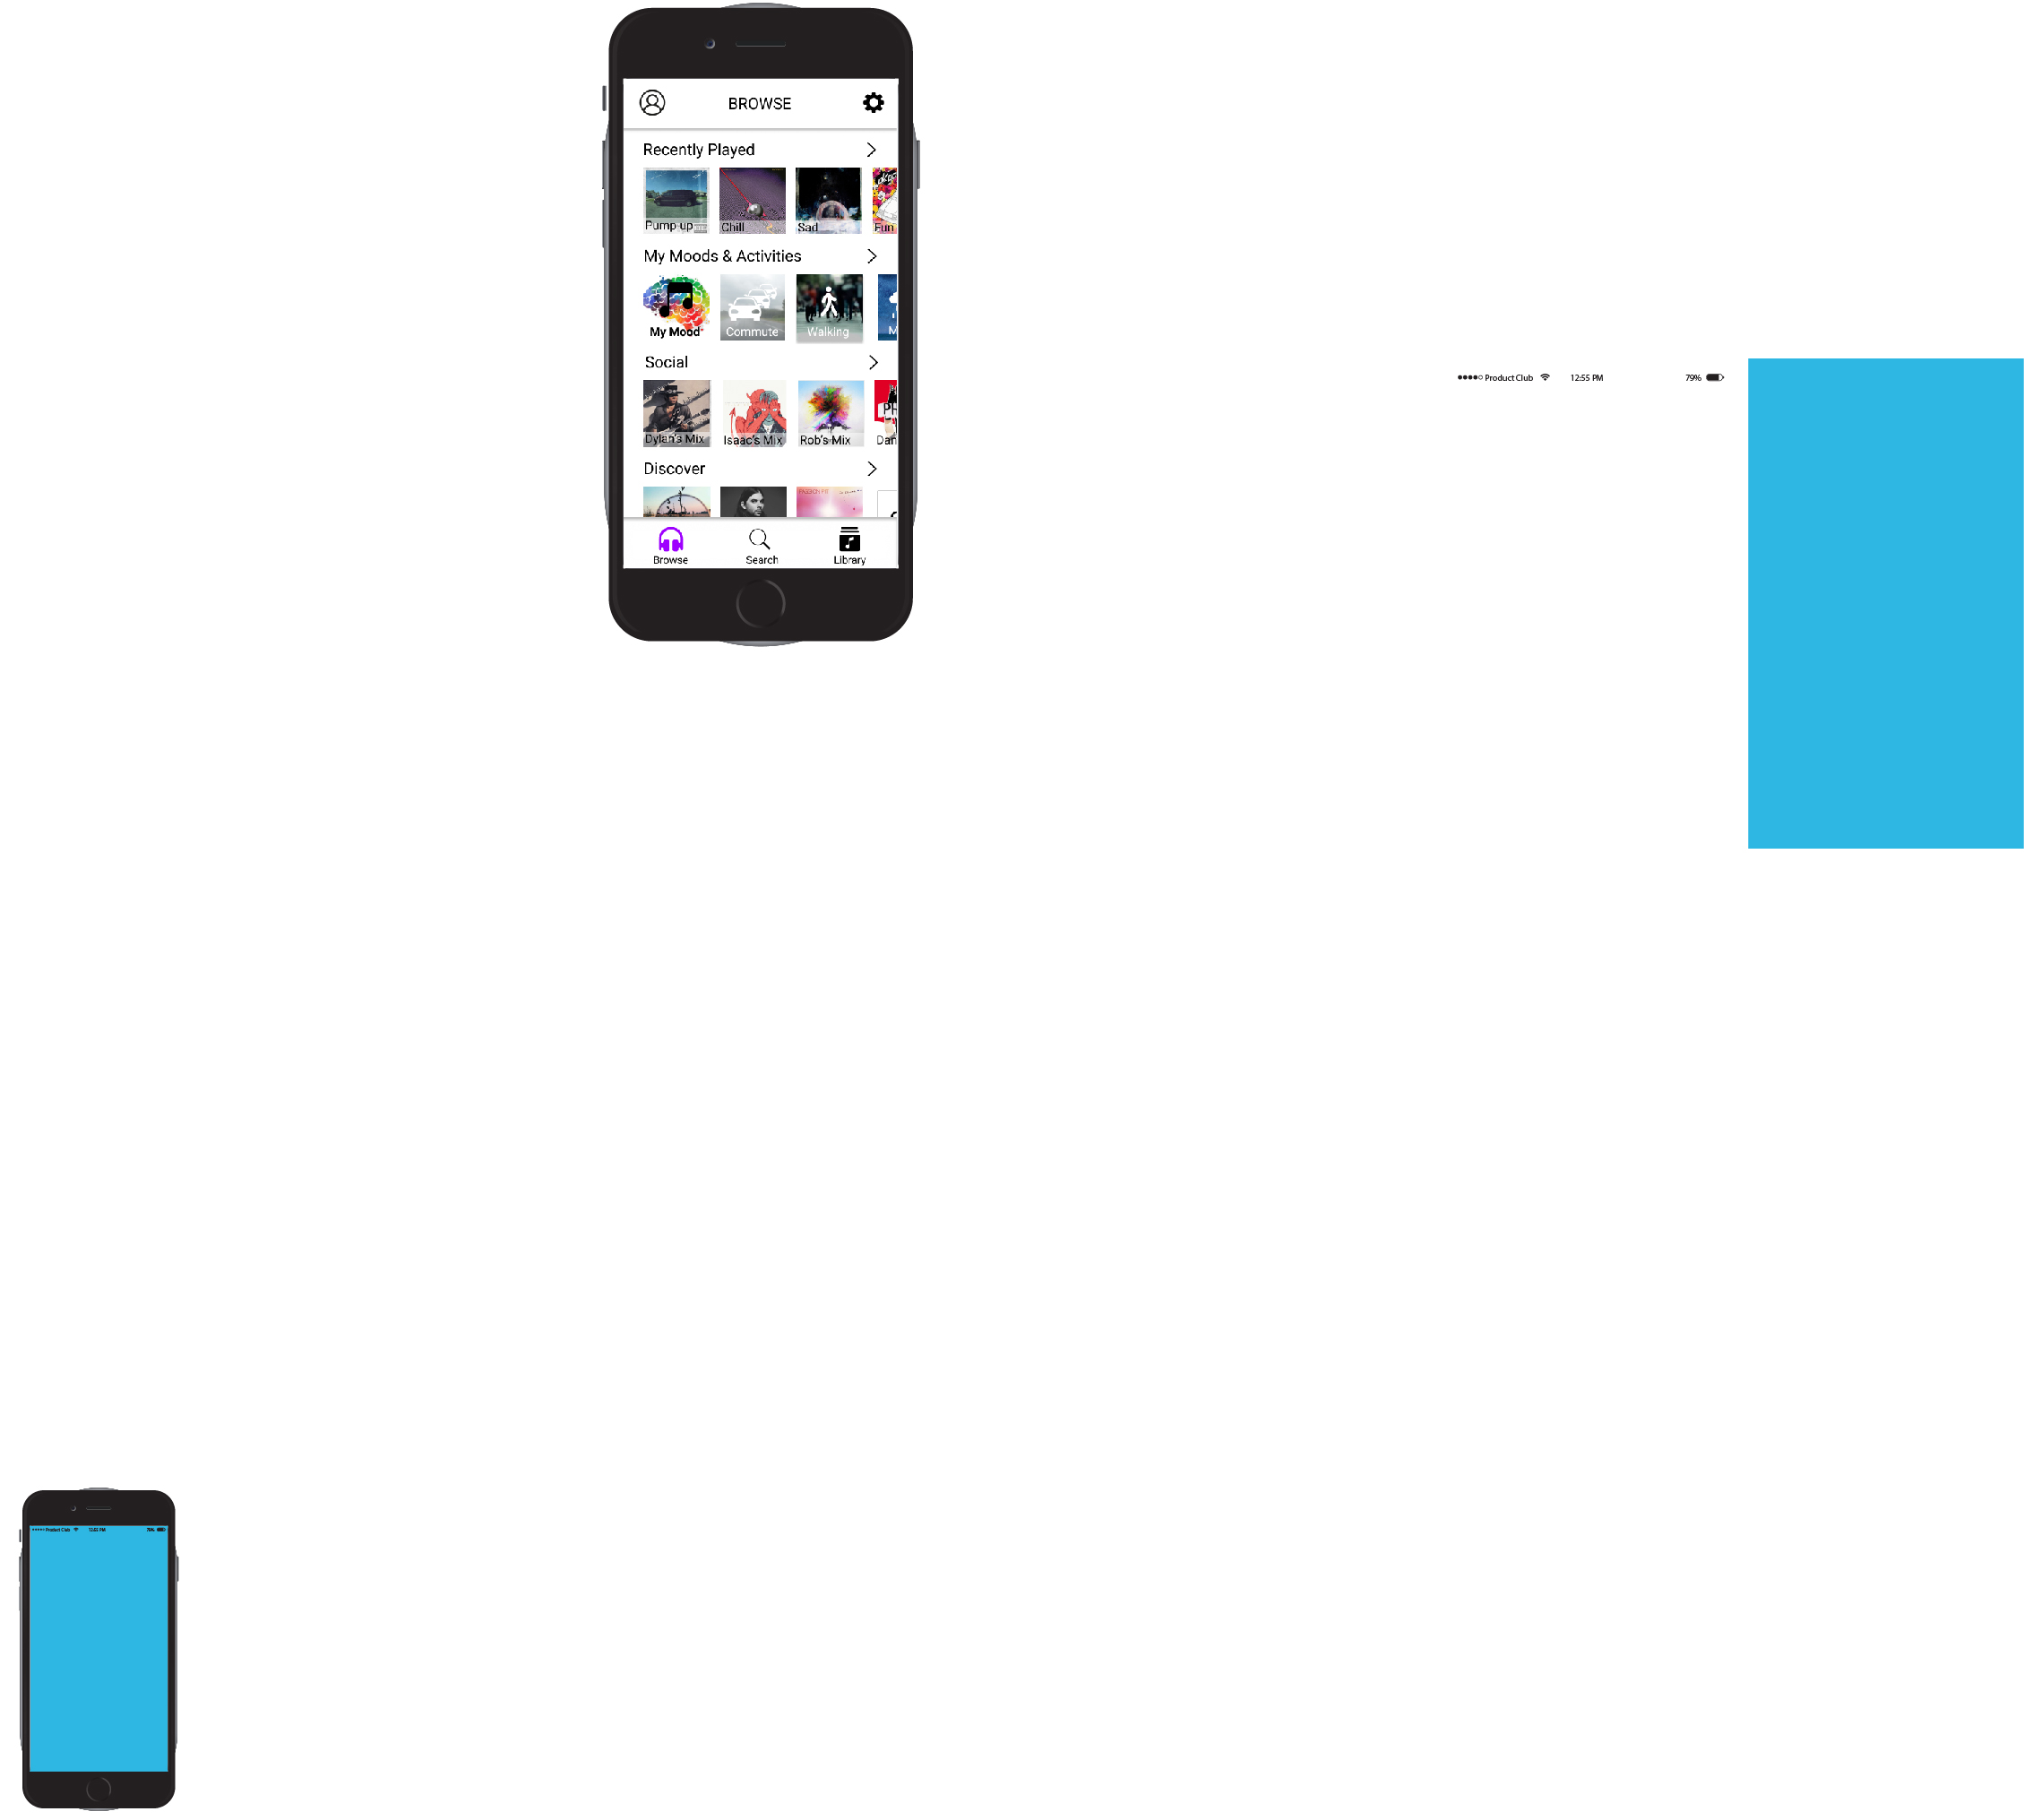 BROWSE
Recently Played
Pump up
Chill
Sad
Fun
My Moods & Activities
My Mood
Commute
Walking
M
Social
Dylan's Mix
Isaac's Mix
Rob's Mix
Dan
Discover
PASSION PIT
Browse
Search
Library
Product Club 12:55 PM 79%
Product Club 12:55 PM 79%